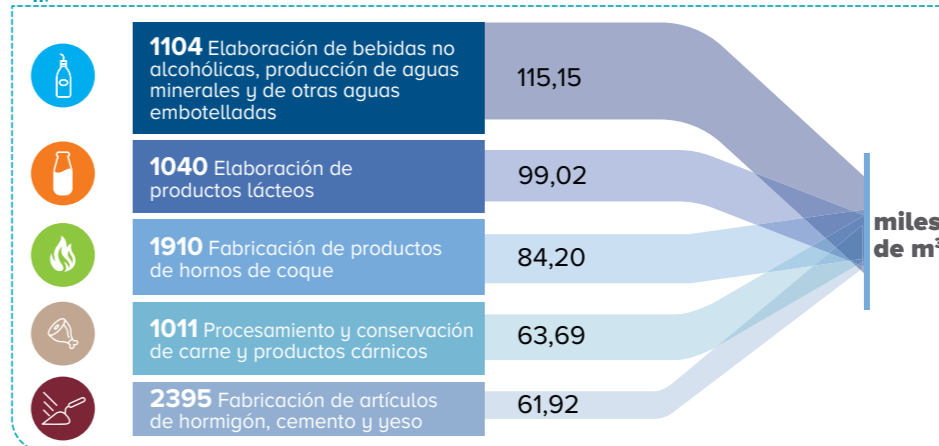 1104 Elaboración de bebidas no
alcohólicas, producción de aguas
minerales y de otras aguas
embotelladas
115,15
1040 Elaboración de
productos lácteos
99,02
1910 Fabricación de productos
de hornos de coque
84,20
1011 Procesamiento y conservación
de carne y productos cárnicos
63,69
2395 Fabricación de artículos
de hormigón, cemento y yeso
61,92
miles
de m³